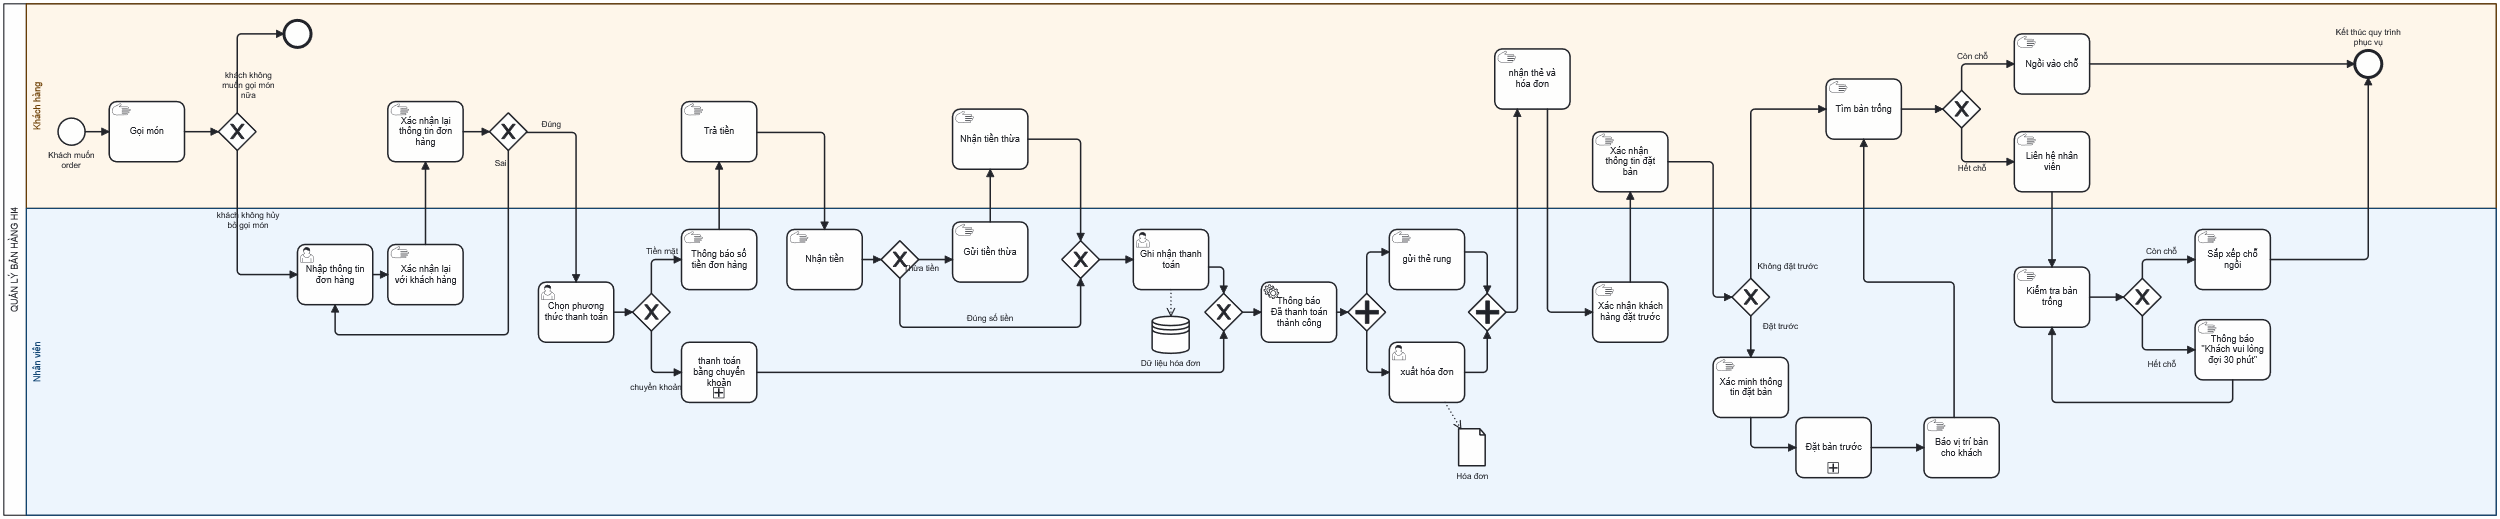 QUẢN LÝ BÁN HÀNG HI4
Khách hàng
Nhân viên
Khách muốn
order
Gọi món
khách không
muốn gọi món
nữa
khách không hủy
bỏ gọi món
Nhập thông tin
đơn hàng
Xác nhận lại
với khách hàng
Xác nhận lại
thông tin đơn
hàng
Đúng
Sai
Chọn phương
thức thanh toán
Tiền mặt
chuyển khoản
Thông báo số
tiền đơn hàng
thanh toán
bằng chuyển
khoản
Trả tiền
Nhận tiền
Thừa tiền
Đúng số tiền
Gửi tiền thừa
Nhận tiền thừa
Ghi nhận thanh
toán
Dữ liệu hóa đơn
Thông báo
Đã thanh toán
thành công
gửi thẻ rung
xuất hóa đơn
Hóa đơn
nhận thẻ và
hóa đơn
Xác nhận khách
hàng đặt trước
Xác nhận
thông tin đặt
bàn
Không đặt trước
Đặt trước
Xác minh thông
tin đặt bàn
Đặt bàn trước
Báo vị trí bàn
cho khách
Tìm bàn trống
Còn chỗ
Hết chỗ
Ngồi vào chỗ
Liên hệ nhân
viên
Kiểm tra bàn
trống
Còn chỗ
Hết chỗ
Sắp xếp chỗ
ngồi
Thông báo
"Khách vui lòng
đợi 30 phút"
Kết thúc quy trình
phục vụ